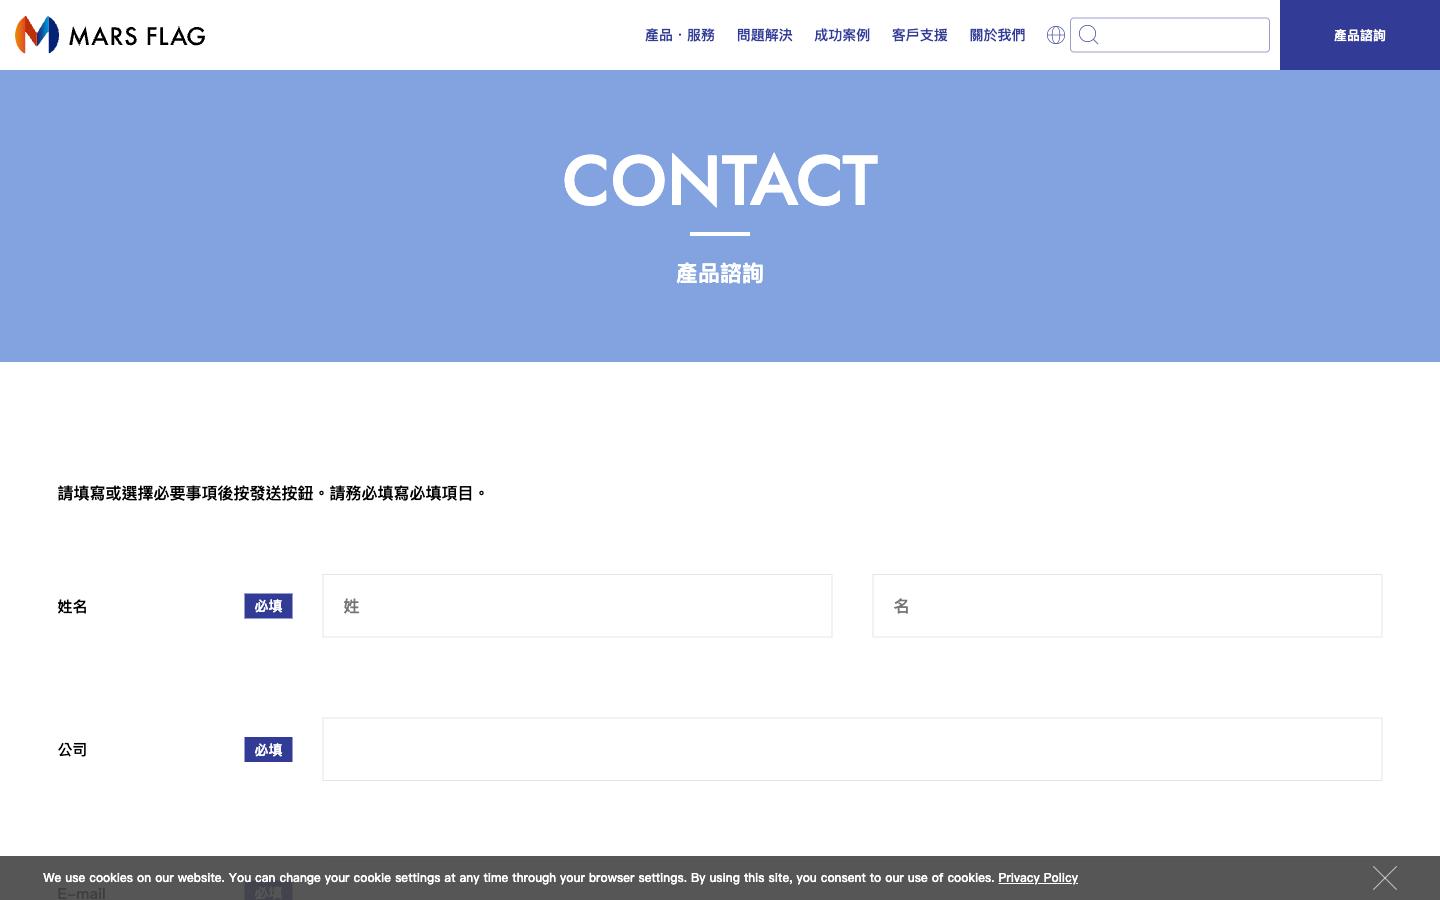 MARS FLAG
產品・服務 問題解決 成功案例 客戶支援 關於我們
產品諮詢
CONTACT
產品諮詢
請填寫或選擇必要事項後按發送按鈕。請務必填寫必填項目。
姓名 必填 姓 名
公司 必填
We use cookies on our website. You can change your cookie settings at any time through your browser settings. By using this site, you consent to our use of cookies. Privacy Policy
E-mail 必填